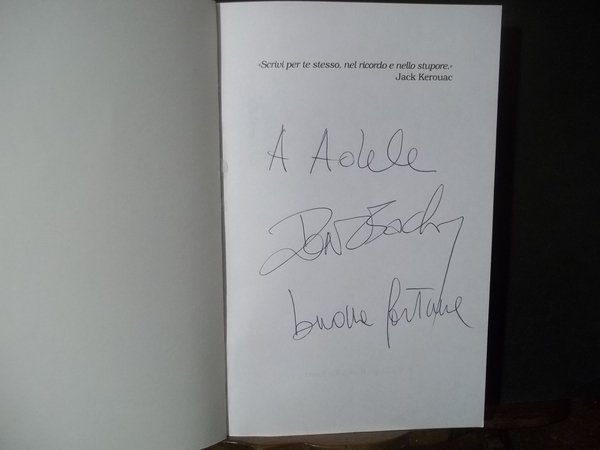 «Scrivi per te stesso, nel ricordo e nello stupore.»
Jack Kerouac
A Adele
buona fortuna